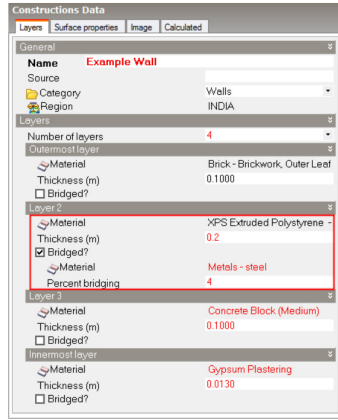 Constructions Data
Layers Surface properties Image Calculated
General
Name Example Wall
Source
Category Walls
Region INDIA
Layers
Number of layers 4
Outermost layer
Material Brick - Brickwork, Outer Leaf
Thickness (m) 0.1000
Bridged?
Layer 2
Material XPS Extruded Polystyrene -
Thickness (m) 0.2
Bridged?
Material Metals - steel
Percent bridging 4
Layer 3
Material Concrete Block (Medium)
Thickness (m) 0.1000
Bridged?
Innermost layer
Material Gypsum Plastering
Thickness (m) 0.0130
Bridged?